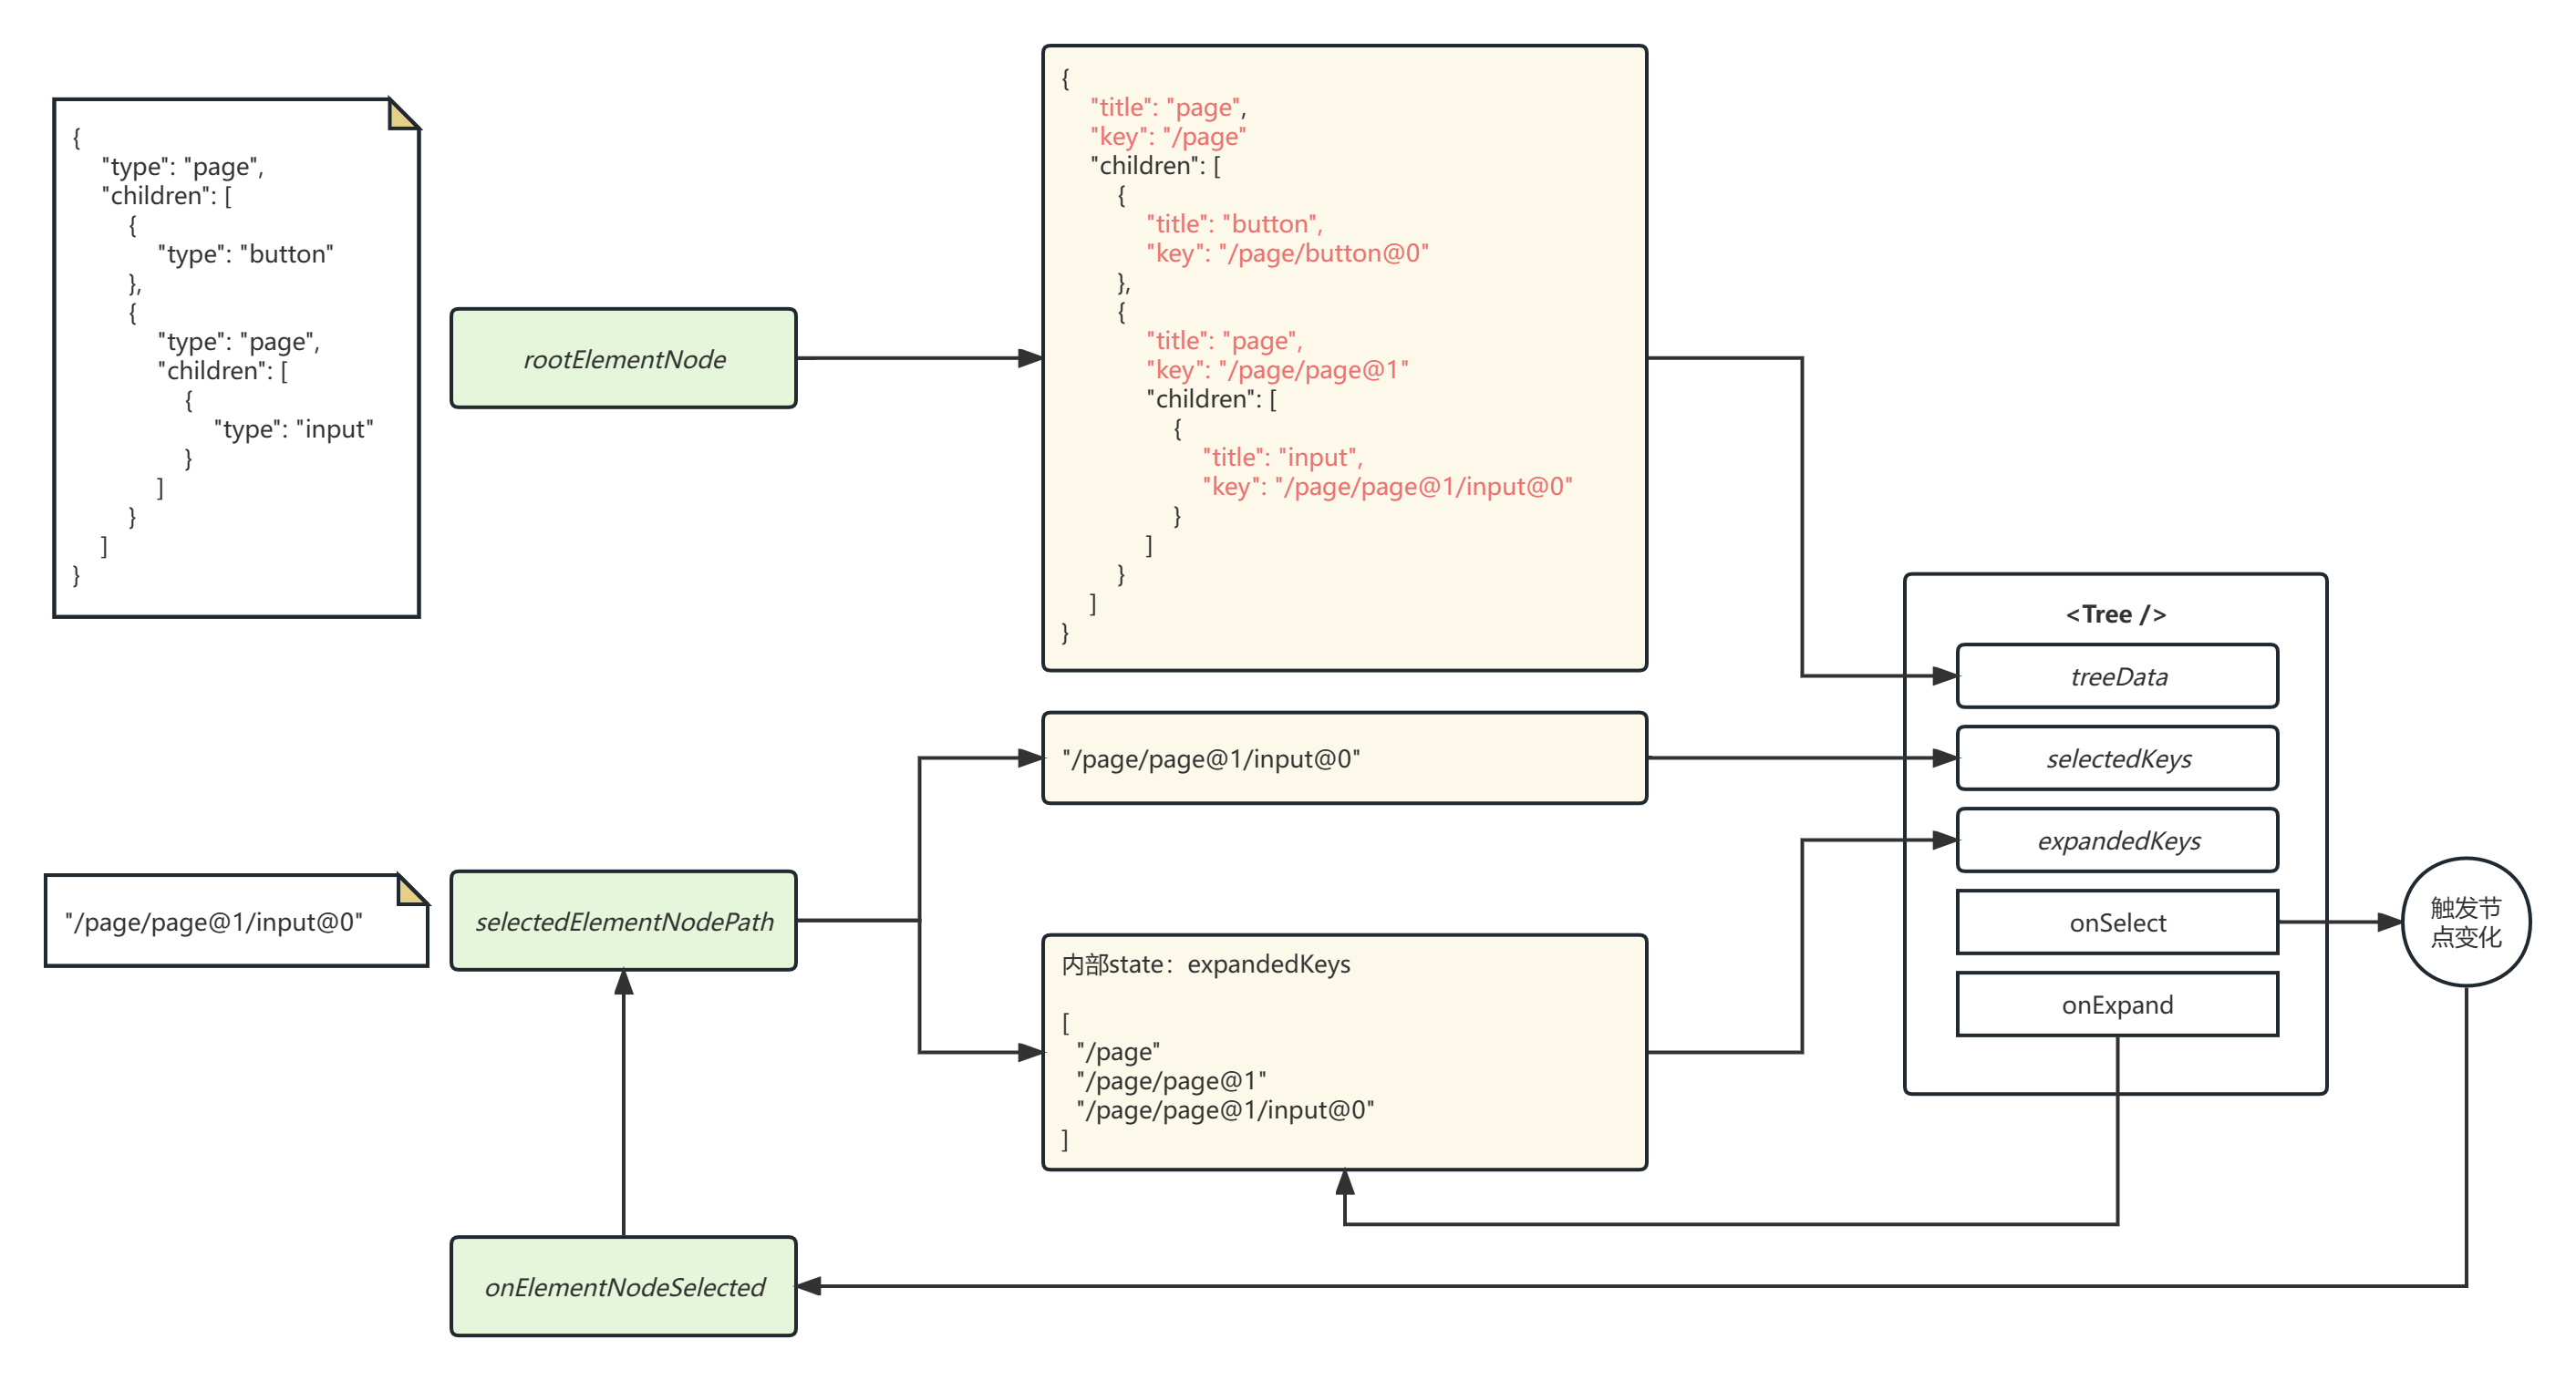 {
"type": "page",
"children": [
{
"type": "button"
},
{
"type": "page",
"children": [
{
"type": "input"
}
]
}
]
}
rootElementNode
{
"title": "page",
"key": "/page"
"children": [
{
"title": "button",
"key": "/page/button@0"
},
{
"title": "page",
"key": "/page/page@1"
"children": [
{
"title": "input",
"key": "/page/page@1/input@0"
}
]
}
]
}
"/page/page@1/input@0"
selectedElementNodePath
"/page/page@1/input@0"
内部state：expandedKeys
[
"/page"
"/page/page@1"
"/page/page@1/input@0"
]
onElementNodeSelected
<Tree />
treeData
selectedKeys
expandedKeys
onSelect
onExpand
触发节
点变化